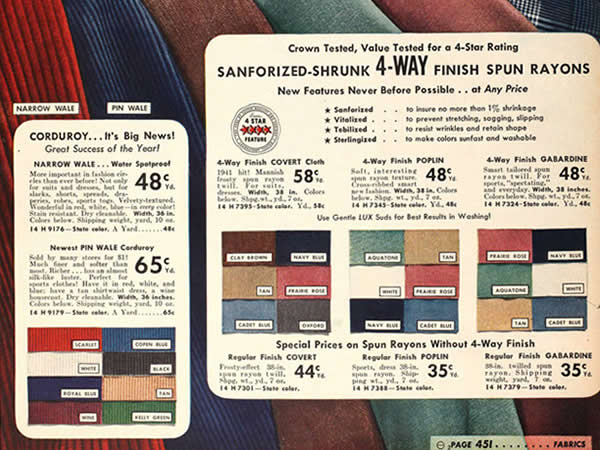 NARROW WALE
PIN WALE
CORDUROY...It's Big News!
Great Success of the Year!
NARROW WALE...Water Spotproof
More important in fashion circles than ever before! Not only for suits and dresses, but for slacks, shorts, spreads, draperies, robes, sports togs. Velvety-textured. Wonderful in red, white, blue—in every color! Stain resistant. Dry cleanable. Width, 36 in. Colors below. Shipping weight, yard, 10 oz.
48c Yd.
14 H 9176—State color. A Yard......48c
Newest PIN WALE Corduroy
Sold by many stores for $1! Much finer and softer than most. Richer...has an almost silk-like luster. Perfect for sports clothes! Have it in red, white, and blue; have a tan shirtwaist dress, a wine housecoat. Dry cleanable. Width, 36 inches. Colors below. Shipping weight, yard, 10 oz.
65c Yd.
14 H 9179—State color. A Yard......65c
SCARLET
COPEN BLUE
WHITE
BLACK
ROYAL BLUE
TAN
WINE
KELLY GREEN
Crown Tested, Value Tested for a 4-Star Rating
SANFORIZED-SHRUNK 4-WAY FINISH SPUN RAYONS
New Features Never Before Possible .. at Any Price
4 STAR
FEATURE
★ Sanforized . . to insure no more than 1% shrinkage
★ Vitalized . . to prevent stretching, sagging, slipping
★ Tebilized . . to resist wrinkles and retain shape
★ Sterlingized . . to make colors sunfast and washable
4-Way Finish COVERT Cloth
1941 hit! Mannish frosty spun rayon twill. For suits, dresses. Width, 38 in. Colors below. Shpg. wt., yd., 7 oz.
58c Yd.
14 H 7395—State color. Yd., 58c
4-Way Finish POPLIN
Soft, interesting spun rayon texture. Cross-ribbed smart new fashion. Width, 38 in. Colors below. Shpg. wt., yd., 7 oz.
48c Yd.
14 H 7345—State color. Yd., 48c
4-Way Finish GABARDINE
Smart tailored spun rayon twill. For sports, "spectating," and everyday. Width, 38 inches. Colors below. Shpg. wt., yd., 7 oz.
48c Yd.
14 H 7324—State color. Yd., 48c
Use Gentle LUX Suds for Best Results in Washing!
CLAY BROWN
NAVY BLUE
TAN
PRAIRIE ROSE
CADET BLUE
OXFORD
AQUATONE
TAN
WHITE
PRAIRIE ROSE
NAVY BLUE
CADET BLUE
PRAIRIE ROSE
NAVY BLUE
AQUATONE
WHITE
TAN
CADET BLUE
Special Prices on Spun Rayons Without 4-Way Finish
Regular Finish COVERT
Frosty-effect 38-in. spun rayon twill. Shpg. wt., yd., 7 oz.
44c Yd.
14 H 7301—State color.
Regular Finish POPLIN
Sports, dress 38-in. spun rayon. Shipping wt., yd., 7 oz.
35c Yd.
14 H 7388—State color.
Regular Finish GABARDINE
38-in. twilled spun rayon. Shipping weight, yard, 7 oz.
35c Yd.
14 H 7379—State color.
PAGE 451........FABRICS